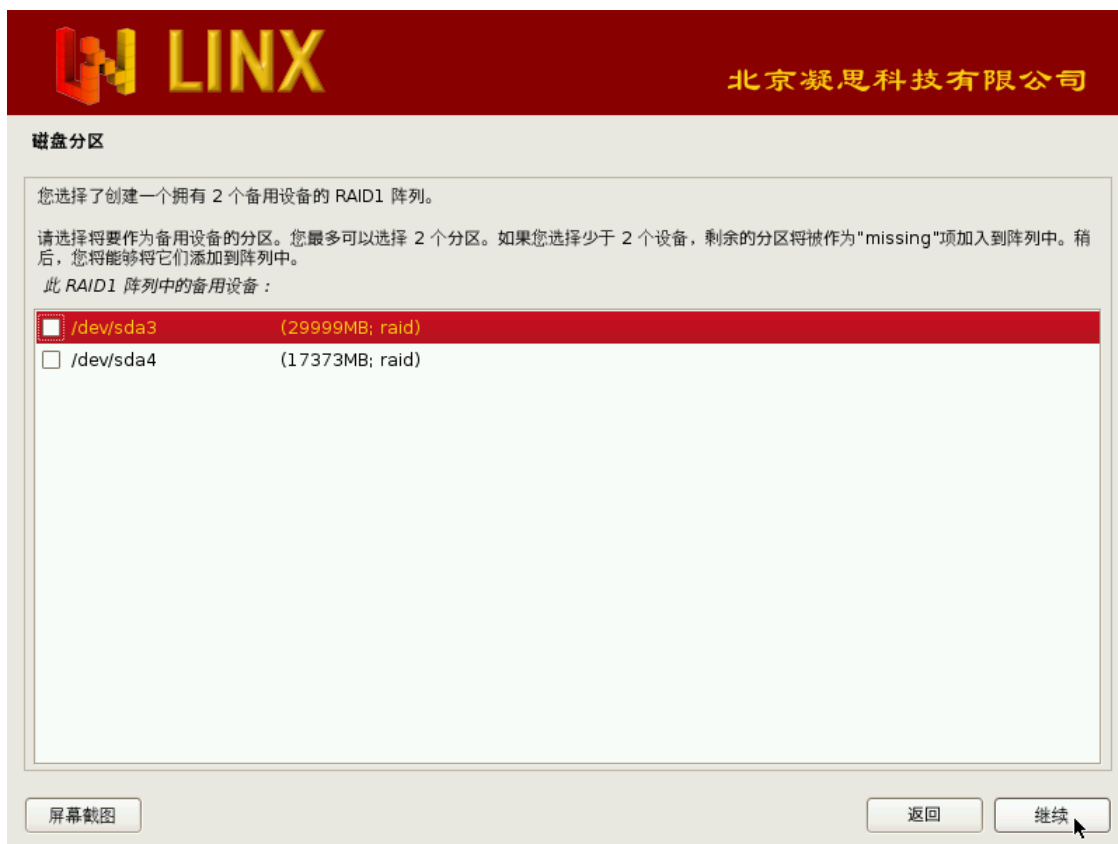 LINX
北京凝思科技有限公司
磁盘分区
您选择了创建一个拥有 2 个备用设备的 RAID1 阵列。
请选择将要作为备用设备的分区。您最多可以选择 2 个分区。如果您选择少于 2 个设备，剩余的分区将被作为"missing"项加入到阵列中。稍
后，您将能够将它们添加到阵列中。
此 RAID1 阵列中的备用设备：
/dev/sda3 (29999MB; raid)
/dev/sda4 (17373MB; raid)
屏幕截图 返回 继续